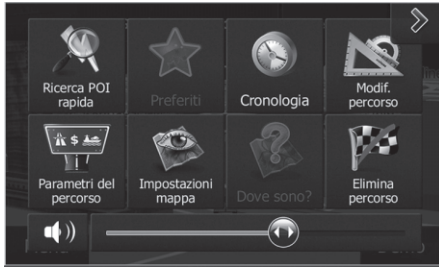 Ricerca POI
rapida
Preferiti
Cronologia
Modif.
percorso
$
Parametri del
percorso
Impostazioni
mappa
Dove sono?
?
Elimina
percorso